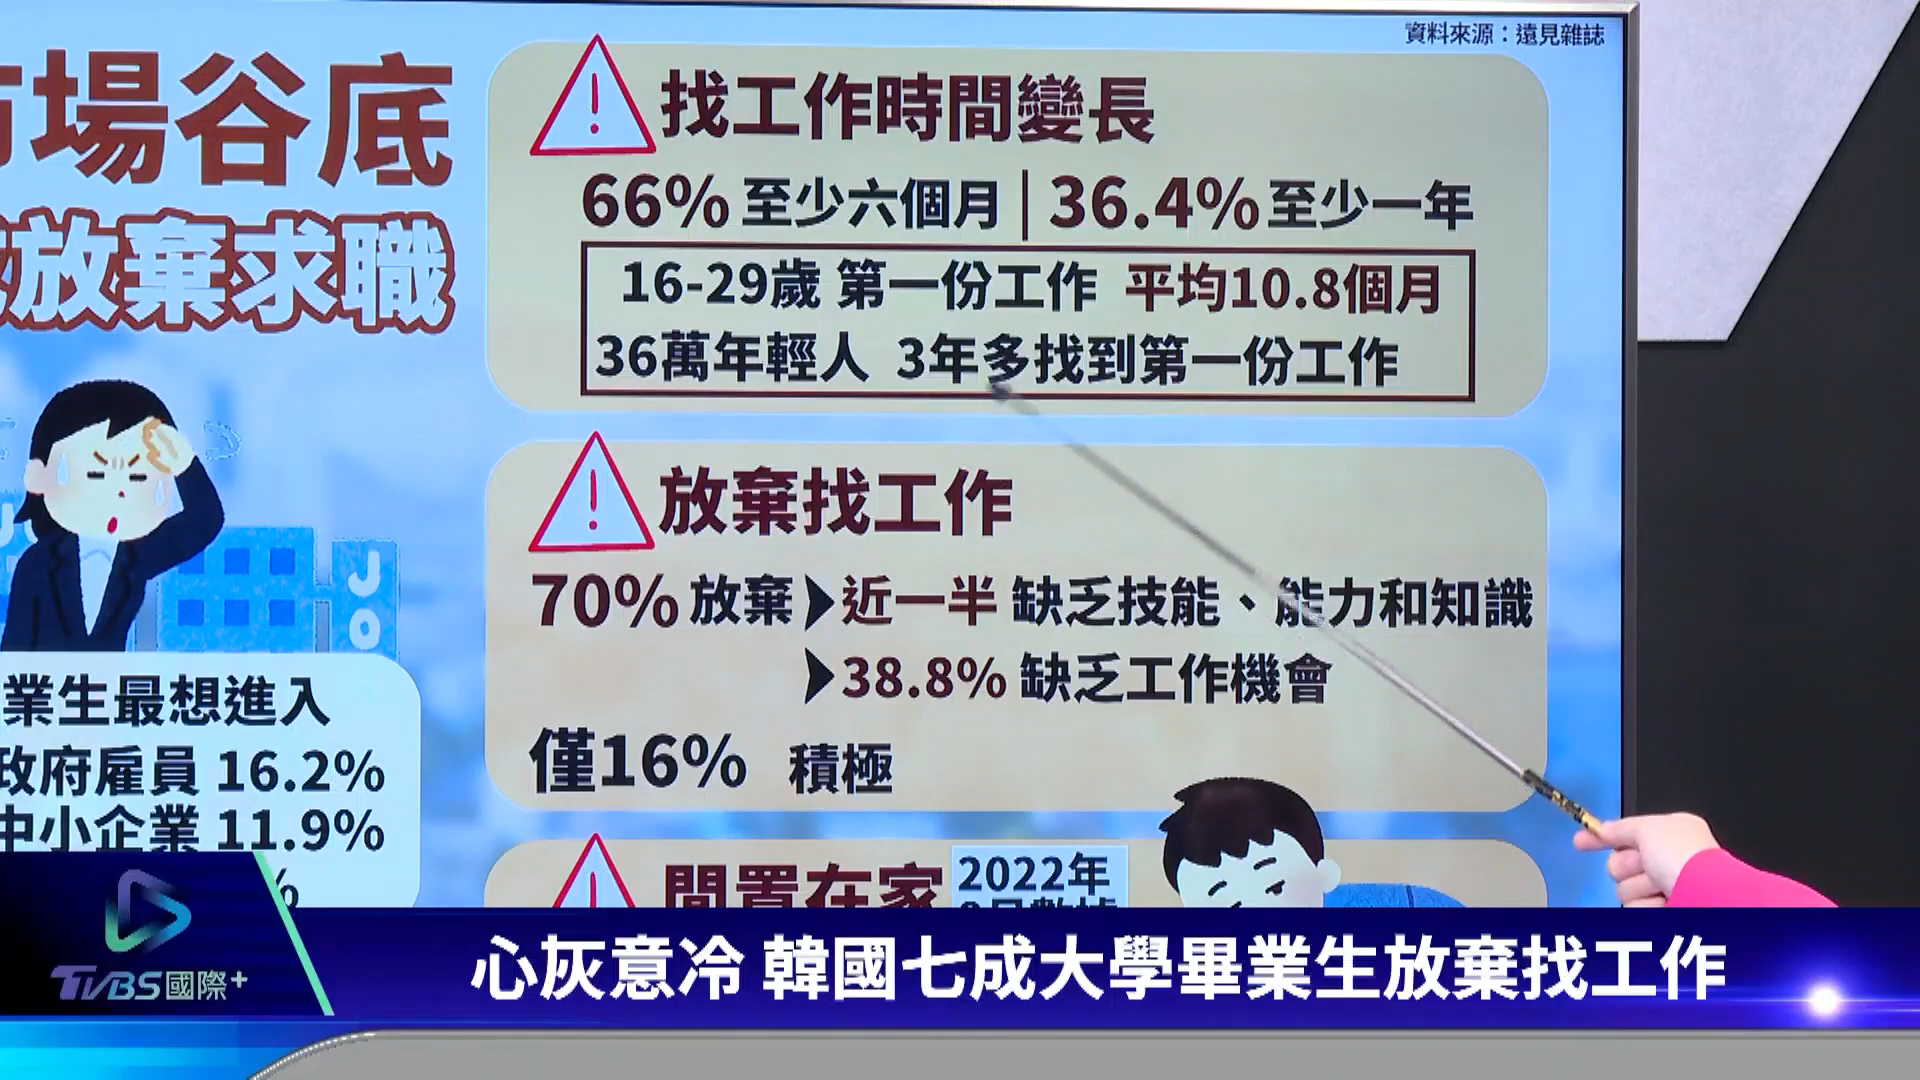 資料來源：遠見雜誌
市場谷底
放棄求職
找工作時間變長
66%至少六個月｜36.4%至少一年
16-29歲 第一份工作 平均10.8個月
36萬年輕人 3年多找到第一份工作
放棄找工作
70%放棄 近一半 缺乏技能、能力和知識
38.8% 缺乏工作機會
僅16% 積極
JO
業生最想進入
政府雇員 16.2%
中小企業 11.9%
%
閒置在家
2022年
TVBS國際+
心灰意冷 韓國七成大學畢業生放棄找工作